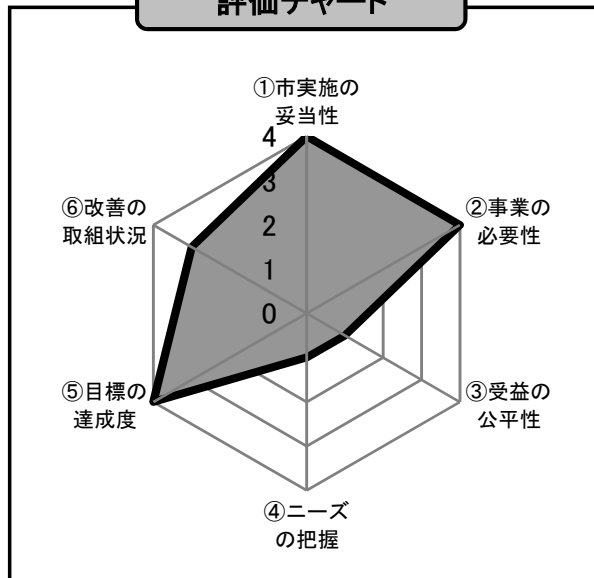 評価チャート
①市実施の
妥当性
4
3
2
1
0
②事業の
必要性
③受益の
公平性
④ニーズ
の把握
⑤目標の
達成度
⑥改善の
取組状況